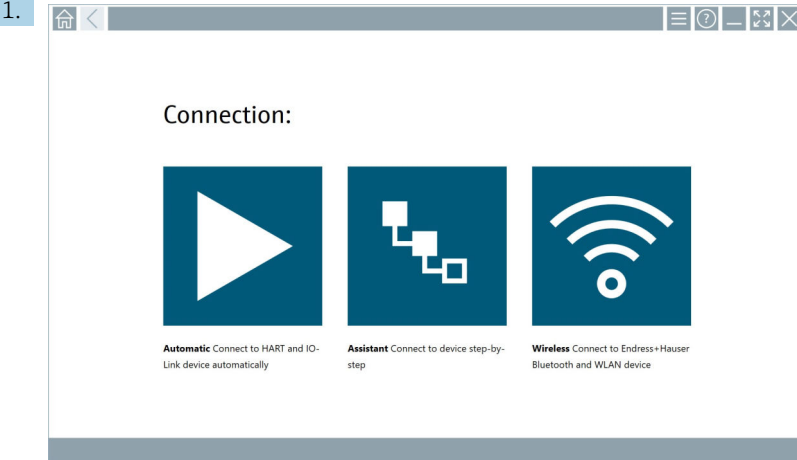 1.
?
Connection:
Automatic Connect to HART and IO-
Link device automatically
Assistant Connect to device step-by-
step
Wireless Connect to Endress+Hauser
Bluetooth and WLAN device